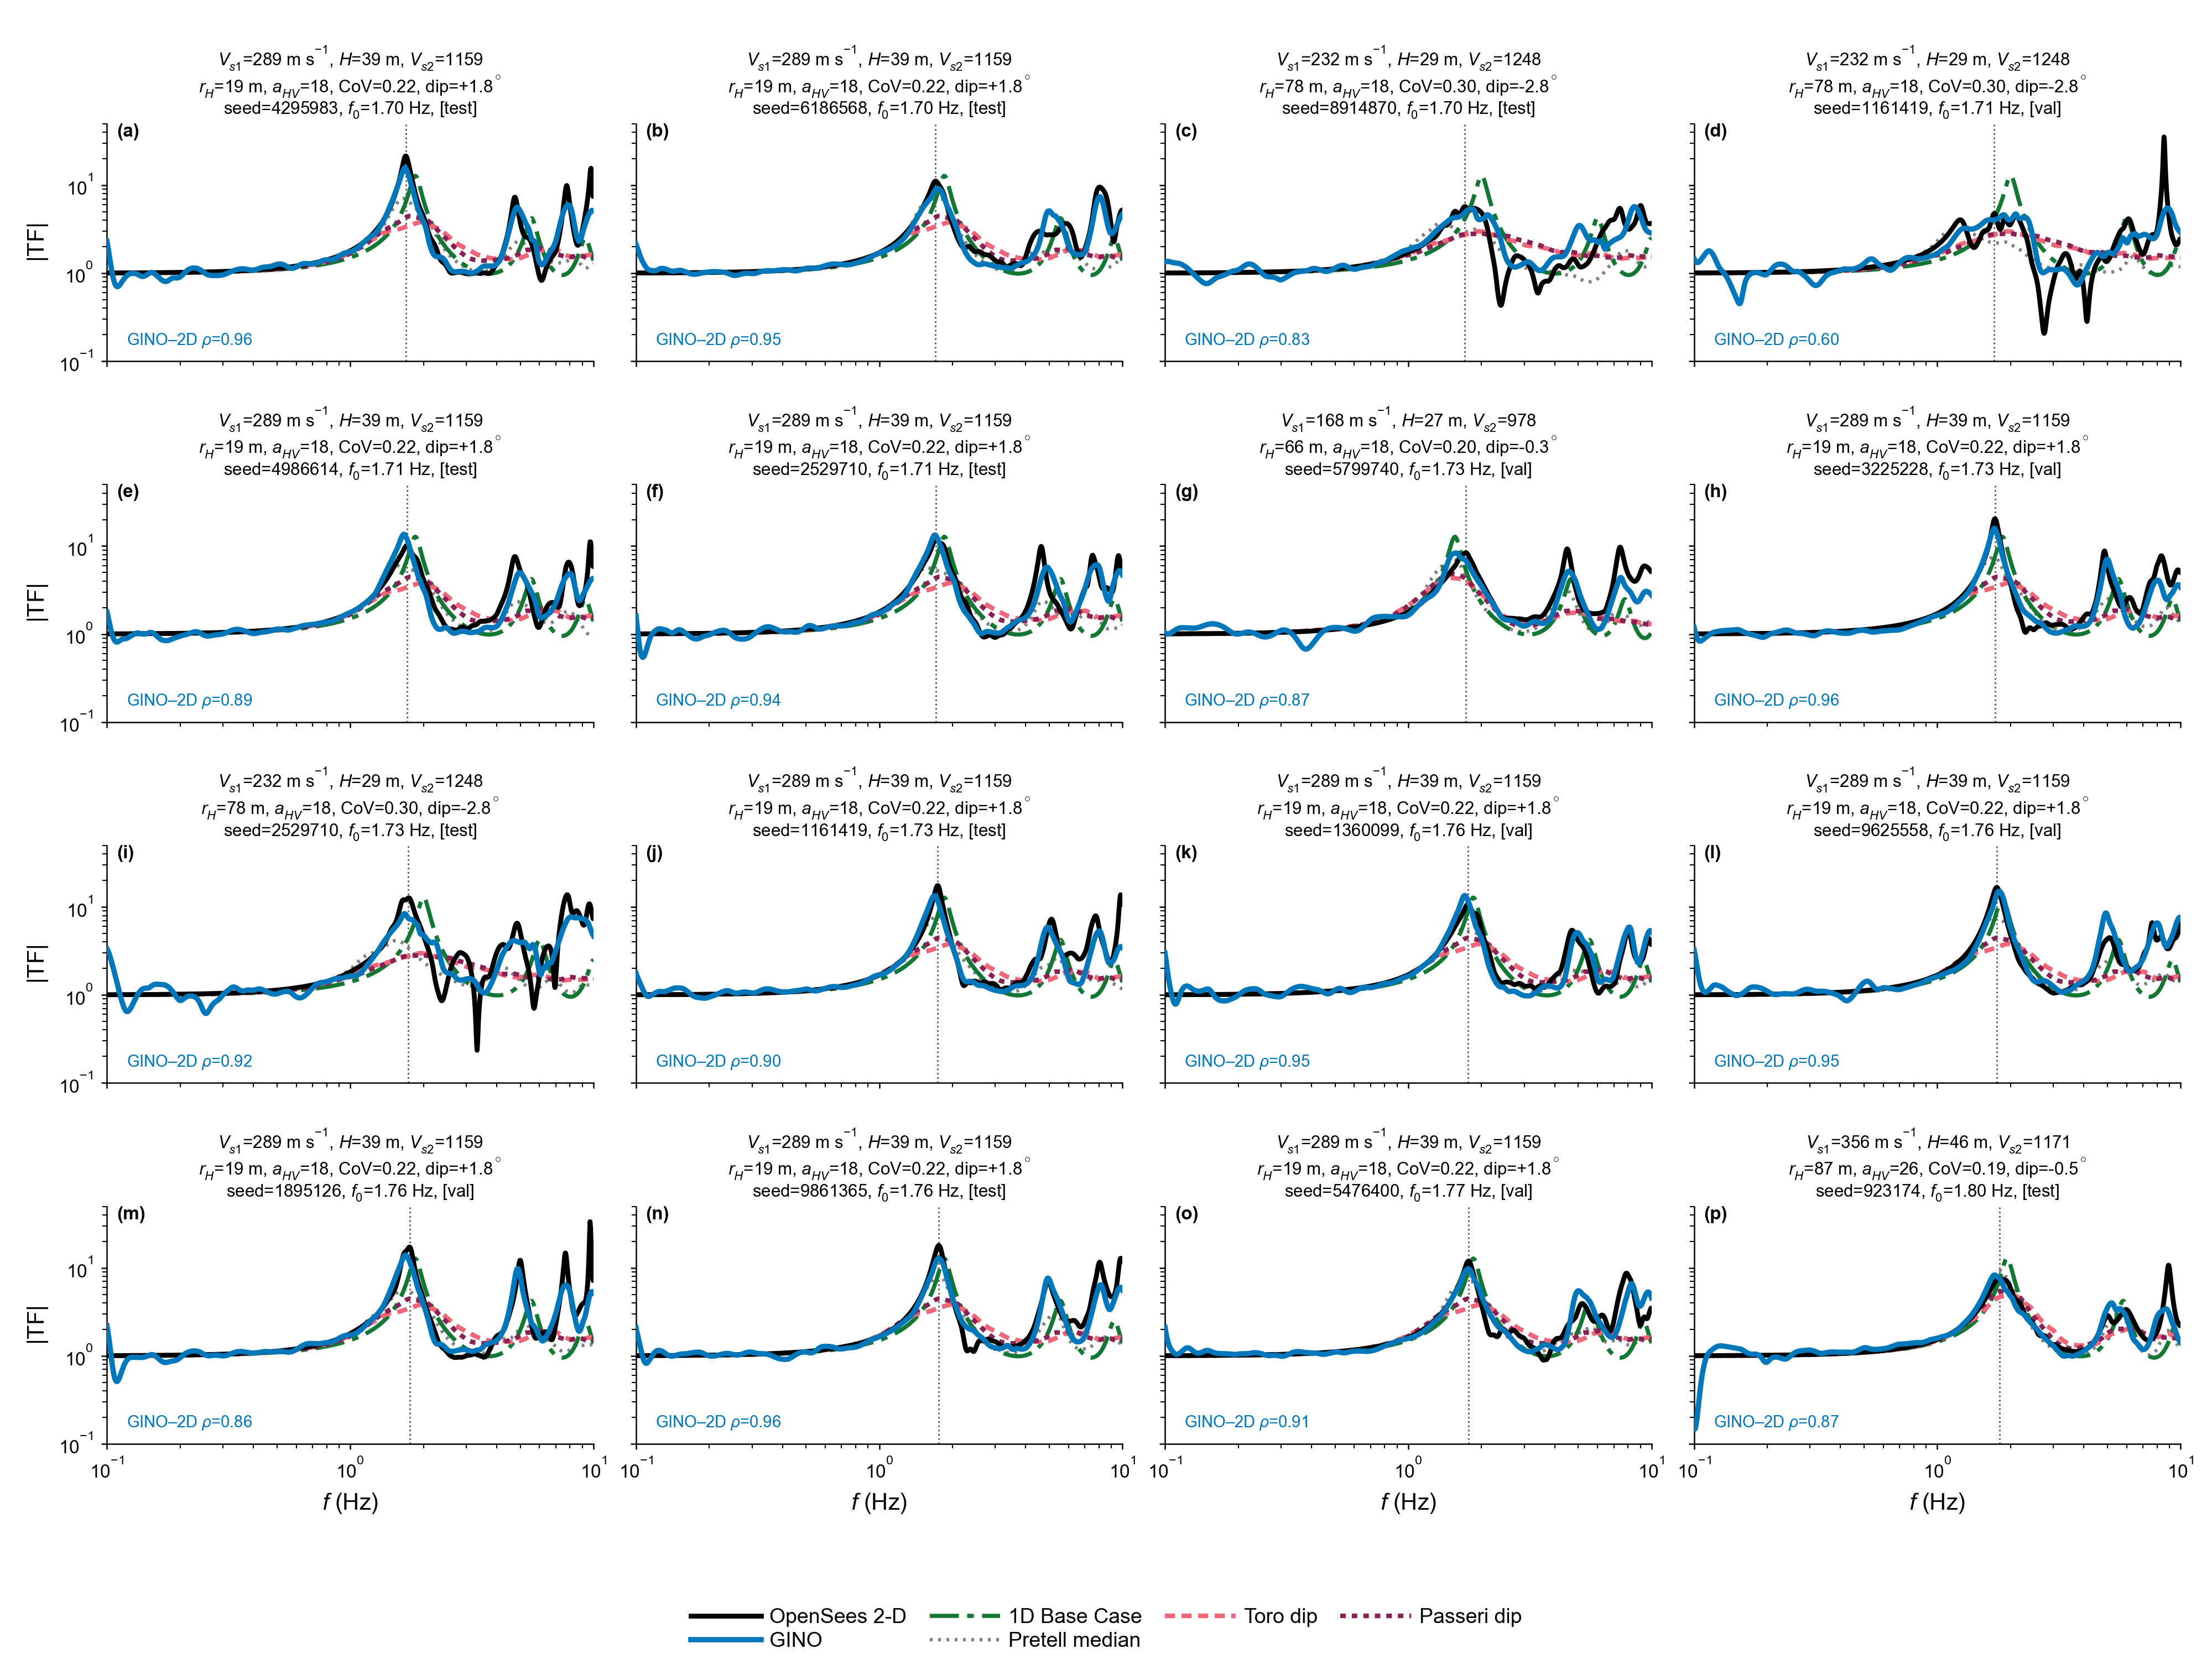 V_s1=289 m s^−1, H=39 m, V_s2=1159
r_H=19 m, a_HV=18, CoV=0.22, dip=+1.8°
seed=4295983, f_0=1.70 Hz, [test]
(a)
|TF|
10^1
10^0
10^−1
GINO–2D ρ=0.96
V_s1=289 m s^−1, H=39 m, V_s2=1159
r_H=19 m, a_HV=18, CoV=0.22, dip=+1.8°
seed=6186568, f_0=1.70 Hz, [test]
(b)
GINO–2D ρ=0.95
V_s1=232 m s^−1, H=29 m, V_s2=1248
r_H=78 m, a_HV=18, CoV=0.30, dip=-2.8°
seed=8914870, f_0=1.70 Hz, [test]
(c)
GINO–2D ρ=0.83
V_s1=232 m s^−1, H=29 m, V_s2=1248
r_H=78 m, a_HV=18, CoV=0.30, dip=-2.8°
seed=1161419, f_0=1.71 Hz, [val]
(d)
GINO–2D ρ=0.60
V_s1=289 m s^−1, H=39 m, V_s2=1159
r_H=19 m, a_HV=18, CoV=0.22, dip=+1.8°
seed=4986614, f_0=1.71 Hz, [test]
(e)
|TF|
10^1
10^0
10^−1
GINO–2D ρ=0.89
V_s1=289 m s^−1, H=39 m, V_s2=1159
r_H=19 m, a_HV=18, CoV=0.22, dip=+1.8°
seed=2529710, f_0=1.71 Hz, [test]
(f)
GINO–2D ρ=0.94
V_s1=168 m s^−1, H=27 m, V_s2=978
r_H=66 m, a_HV=18, CoV=0.20, dip=-0.3°
seed=5799740, f_0=1.73 Hz, [val]
(g)
GINO–2D ρ=0.87
V_s1=289 m s^−1, H=39 m, V_s2=1159
r_H=19 m, a_HV=18, CoV=0.22, dip=+1.8°
seed=3225228, f_0=1.73 Hz, [val]
(h)
GINO–2D ρ=0.96
V_s1=232 m s^−1, H=29 m, V_s2=1248
r_H=78 m, a_HV=18, CoV=0.30, dip=-2.8°
seed=2529710, f_0=1.73 Hz, [test]
(i)
|TF|
10^1
10^0
10^−1
GINO–2D ρ=0.92
V_s1=289 m s^−1, H=39 m, V_s2=1159
r_H=19 m, a_HV=18, CoV=0.22, dip=+1.8°
seed=1161419, f_0=1.73 Hz, [test]
(j)
GINO–2D ρ=0.90
V_s1=289 m s^−1, H=39 m, V_s2=1159
r_H=19 m, a_HV=18, CoV=0.22, dip=+1.8°
seed=1360099, f_0=1.76 Hz, [val]
(k)
GINO–2D ρ=0.95
V_s1=289 m s^−1, H=39 m, V_s2=1159
r_H=19 m, a_HV=18, CoV=0.22, dip=+1.8°
seed=9625558, f_0=1.76 Hz, [val]
(l)
GINO–2D ρ=0.95
V_s1=289 m s^−1, H=39 m, V_s2=1159
r_H=19 m, a_HV=18, CoV=0.22, dip=+1.8°
seed=1895126, f_0=1.76 Hz, [val]
(m)
|TF|
10^1
10^0
10^−1
GINO–2D ρ=0.86
10^−1 10^0 10^1
f (Hz)
V_s1=289 m s^−1, H=39 m, V_s2=1159
r_H=19 m, a_HV=18, CoV=0.22, dip=+1.8°
seed=9861365, f_0=1.76 Hz, [test]
(n)
GINO–2D ρ=0.96
10^−1 10^0 10^1
f (Hz)
V_s1=289 m s^−1, H=39 m, V_s2=1159
r_H=19 m, a_HV=18, CoV=0.22, dip=+1.8°
seed=5476400, f_0=1.77 Hz, [val]
(o)
GINO–2D ρ=0.91
10^−1 10^0 10^1
f (Hz)
V_s1=356 m s^−1, H=46 m, V_s2=1171
r_H=87 m, a_HV=26, CoV=0.19, dip=-0.5°
seed=923174, f_0=1.80 Hz, [test]
(p)
GINO–2D ρ=0.87
10^−1 10^0 10^1
f (Hz)
OpenSees 2-D 1D Base Case Toro dip Passeri dip
GINO Pretell median